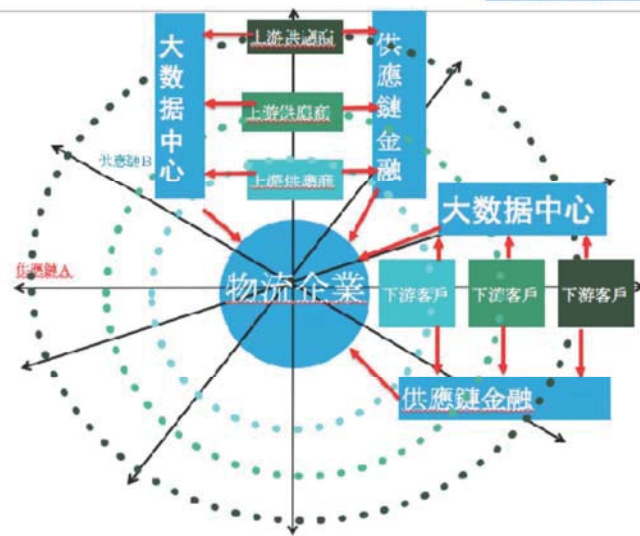 大数据中心
上游供應商
供應鏈金融
上游供應商
上游供應商
供應鏈B
大数据中心
供應鏈A
物流企業
下游客戶
下游客戶
下游客戶
供應鏈金融